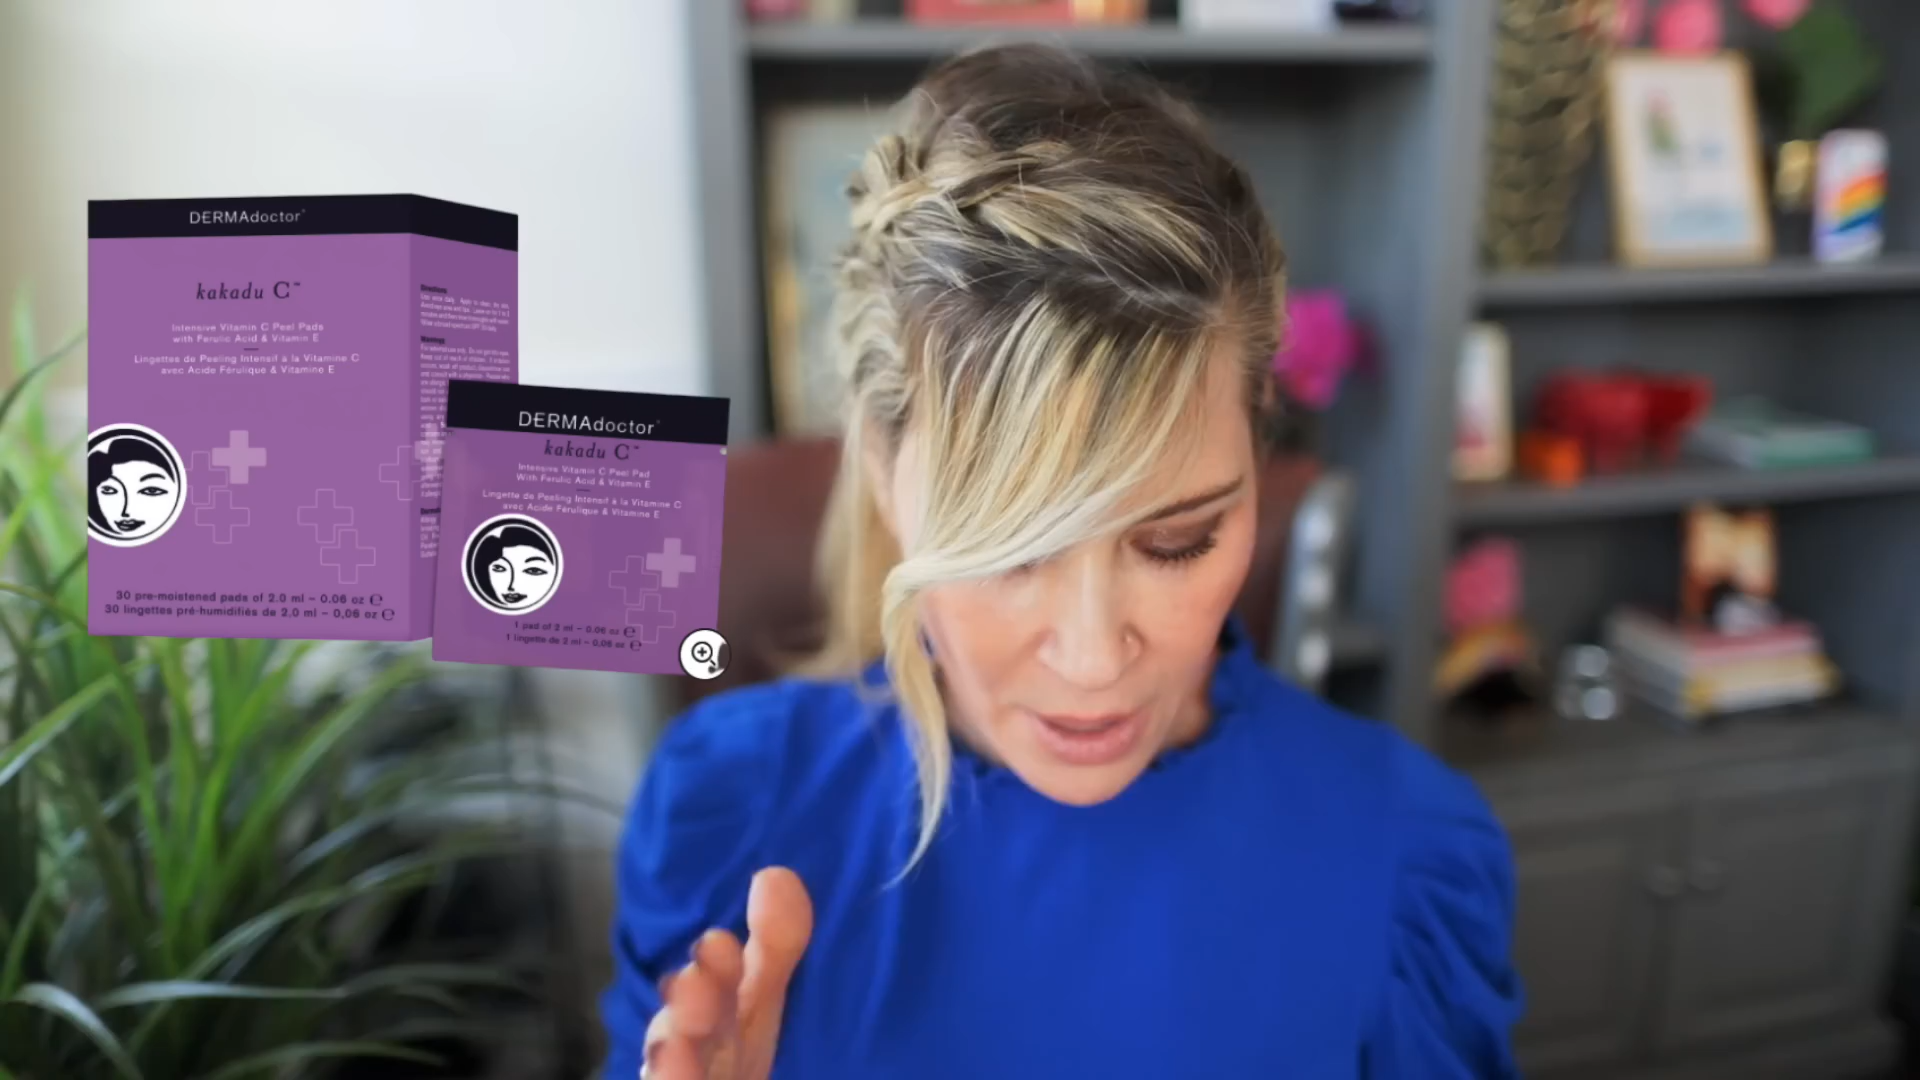 DERMAdoctor
kakadu C™
Intensive Vitamin C Peel Pads
with Ferulic Acid & Vitamin E
Lingettes de Peeling Intensif à la Vitamine C
avec Acide Férulique & Vitamine E
30 pre-moistened pads of 2.0 ml – 0.06 oz ℮
30 lingettes pré-humidifiés de 2,0 ml – 0,06 oz ℮
Directions
Warnings
DERMAdoctor
kakadu C™
Intensive Vitamin C Peel Pad
With Ferulic Acid & Vitamin E
Lingette de Peeling Intensif à la Vitamine C
avec Acide Férulique & Vitamine E
1 pad of 2 ml – 0.06 oz ℮
1 lingette de 2 ml – 0,06 oz ℮